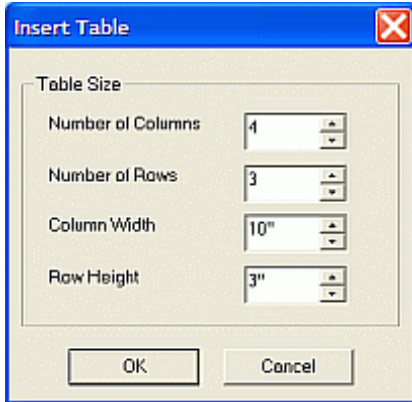 Insert Table
Table Size
Number of Columns 4
Number of Rows 3
Column Width 10"
Row Height 3"
OK Cancel